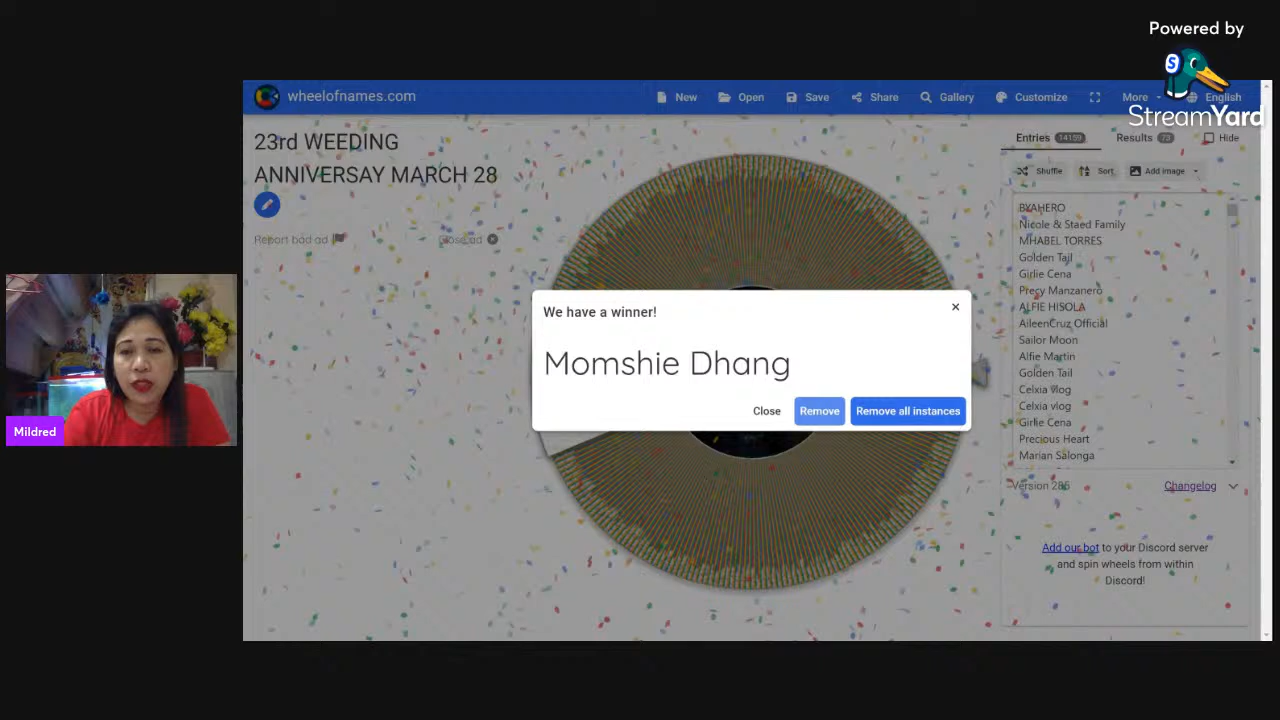 Powered by
StreamYard
wheelofnames.com
New
Open
Save
Share
Gallery
Customize
More
English
23rd WEEDING
ANNIVERSAY MARCH 28
Report bad ad
Close ad
Entries 14159
Results 73
Hide
Shuffle
Sort
Add image
BYAHERO
Nicole & Staed Family
MHABEL TORRES
Golden Tail
Girlie Cena
Precy Manzanero
ALFIE HISOLA
AileenCruz Official
Sailor Moon
Alfie Martin
Golden Tail
Celxia vlog
Celxia vlog
Girlie Cena
Precious Heart
Marian Salonga
We have a winner!
Momshie Dhang
Close
Remove
Remove all instances
Mildred
Version 286
Changelog
Add our bot to your Discord server
and spin wheels from within
Discord!